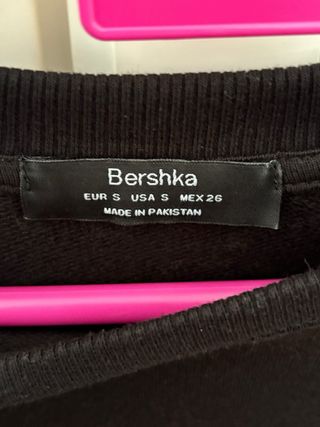 Bershka
EUR S USA S MEX 26
MADE IN PAKISTAN